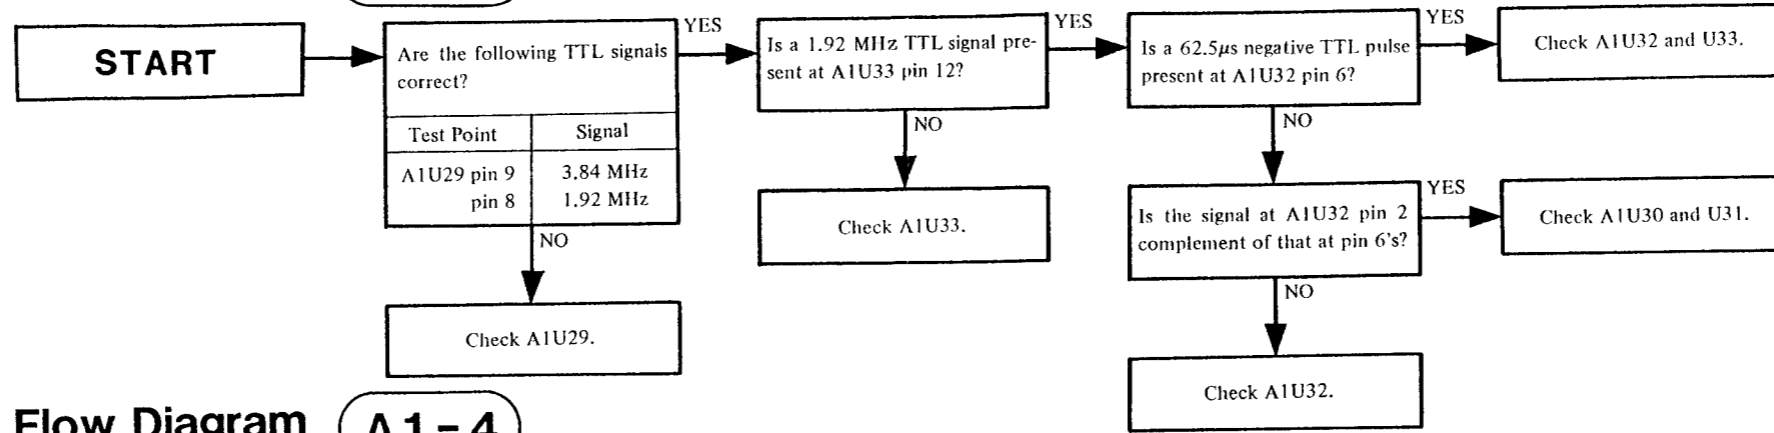 START
Are the following TTL signals
correct?
Test Point Signal
A1U29 pin 9 3.84 MHz
pin 8 1.92 MHz
YES
NO
Check A1U29.
Is a 1.92 MHz TTL signal pre-
sent at A1U33 pin 12?
YES
NO
Check A1U33.
Is a 62.5μs negative TTL pulse
present at A1U32 pin 6?
YES
Check A1U32 and U33.
NO
Is the signal at A1U32 pin 2
complement of that at pin 6's?
YES
Check A1U30 and U31.
NO
Check A1U32.
Flow Diagram A1-4